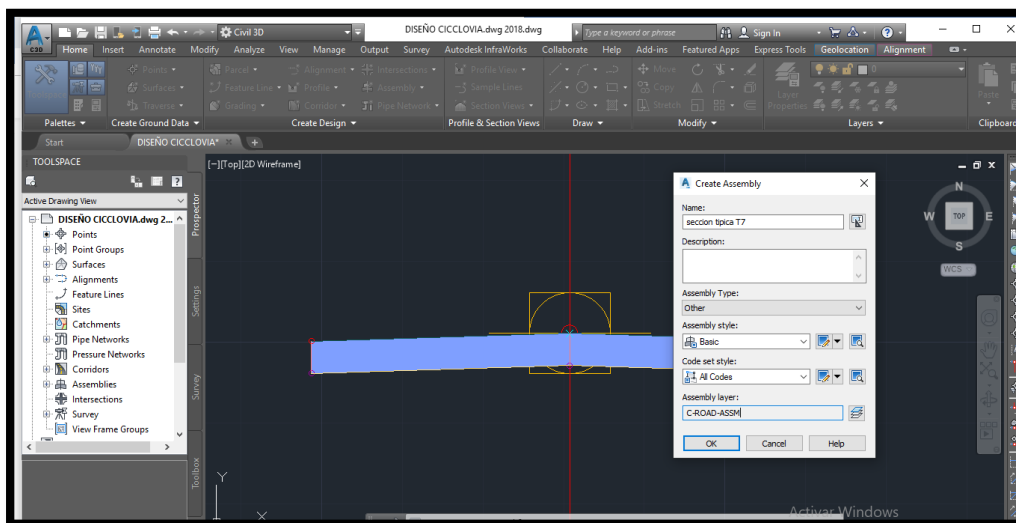 Civil 3D
DISEÑO CICCLOVIA.dwg 2018.dwg
Type a keyword or phrase
Sign In
C3D
Home Insert Annotate Modify Analyze View Manage Output Survey Autodesk InfraWorks Collaborate Help Add-ins Featured Apps Express Tools Geolocation Alignment
Points Parcel Alignment Intersections Profile View Move
Surfaces Feature Line Profile Assembly Sample Lines Copy Layer Paste
Traverse Grading Corridor Pipe Network Section Views Stretch Properties
0
Palettes Create Ground Data Create Design Profile & Section Views Draw Modify Layers Clipboard
Start DISEÑO CICCLOVIA*
TOOLSPACE
[−][Top][2D Wireframe]
Active Drawing View
DISEÑO CICCLOVIA.dwg 2...
Points
Point Groups
Surfaces
Alignments
Feature Lines
Sites
Catchments
Pipe Networks
Pressure Networks
Corridors
Assemblies
Intersections
Survey
View Frame Groups
Prospector
Settings
Survey
Toolbox
Create Assembly
Name:
seccion tipica T7
Description:
Assembly Type:
Other
Assembly style:
Basic
Code set style:
All Codes
Assembly layer:
C-ROAD-ASSM
OK Cancel Help
N
W TOP E
S
WCS
Y
X
Activar Windows